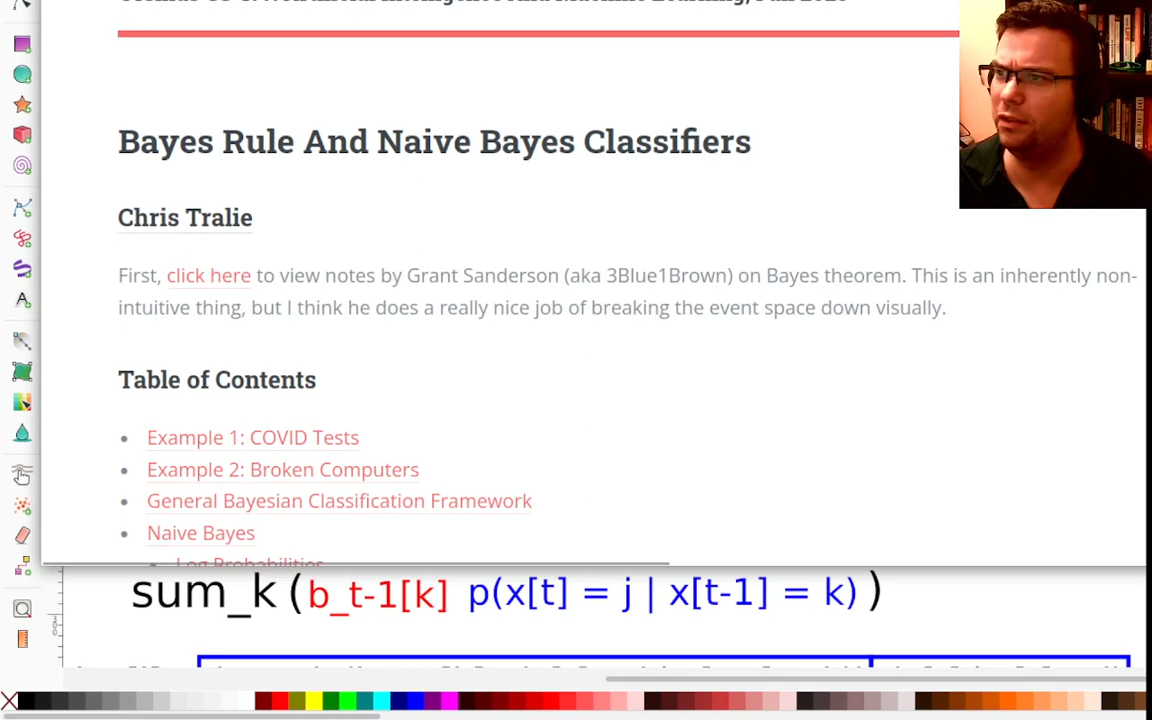 Bayes Rule And Naive Bayes Classifiers
Chris Tralie
First, click here to view notes by Grant Sanderson (aka 3Blue1Brown) on Bayes theorem. This is an inherently non-
intuitive thing, but I think he does a really nice job of breaking the event space down visually.
Table of Contents
Example 1: COVID Tests
Example 2: Broken Computers
General Bayesian Classification Framework
Naive Bayes
Log Probabilities
sum_k (b_t-1[k] p(x[t] = j | x[t-1] = k) )